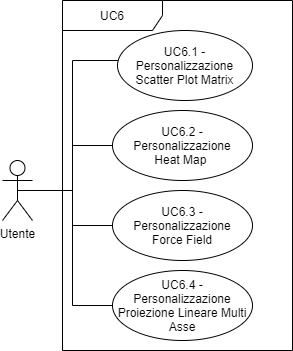 UC6
UC6.1 -
Personalizzazione
Scatter Plot Matrix
UC6.2 -
Personalizzazione
Heat Map
Utente
UC6.3 -
Personalizzazione
Force Field
UC6.4 -
Personalizzazione
Proiezione Lineare Multi
Asse